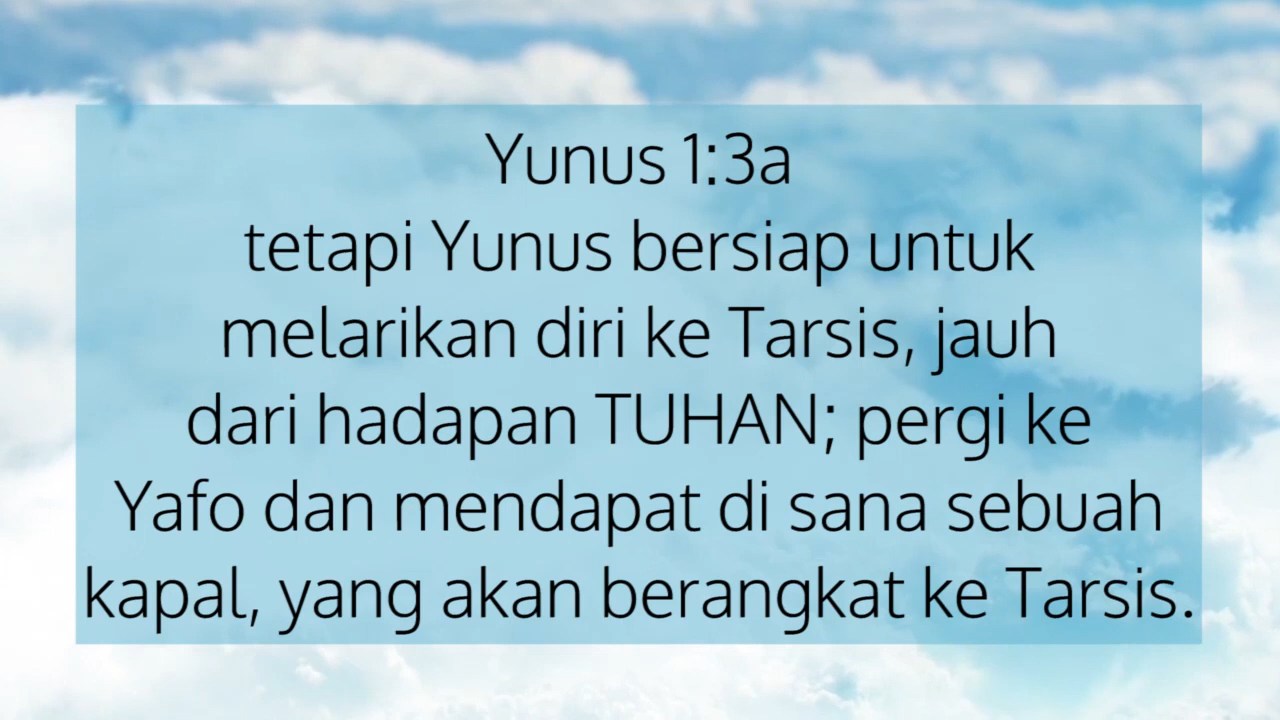 Yunus 1:3a
tetapi Yunus bersiap untuk
melarikan diri ke Tarsis, jauh
dari hadapan TUHAN; pergi ke
Yafo dan mendapat di sana sebuah
kapal, yang akan berangkat ke Tarsis.